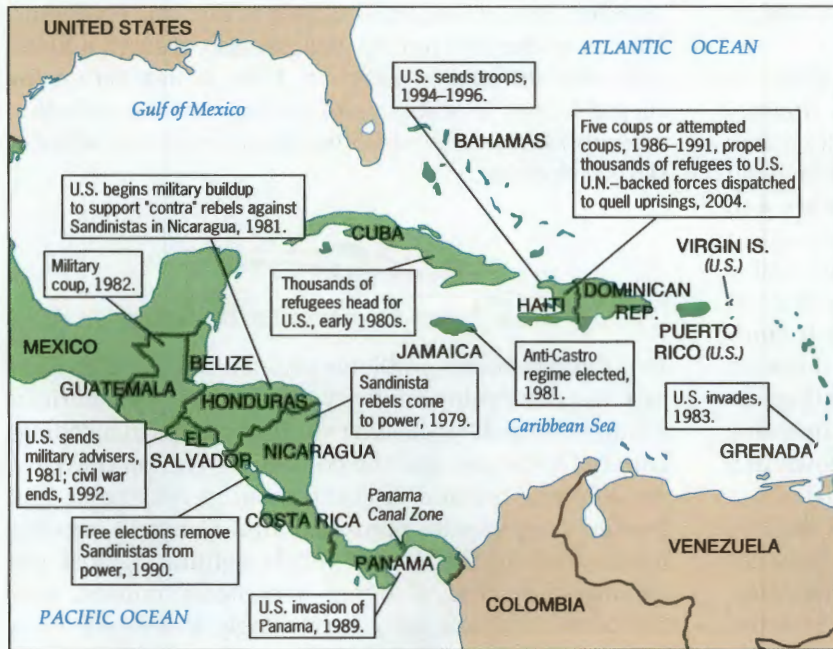 UNITED STATES
ATLANTIC OCEAN
Gulf of Mexico
U.S. sends troops,
1994–1996.
BAHAMAS
Five coups or attempted
coups, 1986–1991, propel
thousands of refugees to U.S.
U.N.–backed forces dispatched
to quell uprisings, 2004.
U.S. begins military buildup
to support "contra" rebels against
Sandinistas in Nicaragua, 1981.
CUBA
VIRGIN IS.
(U.S.)
Military
coup, 1982.
Thousands of
refugees head for
U.S., early 1980s.
HAITI
DOMINICAN
REP.
PUERTO
RICO (U.S.)
MEXICO
BELIZE
JAMAICA
Anti-Castro
regime elected,
1981.
GUATEMALA
HONDURAS
Sandinista
rebels come
to power, 1979.
U.S. invades,
1983.
Caribbean Sea
GRENADA
U.S. sends
military advisers,
1981; civil war
ends, 1992.
EL
SALVADOR
NICARAGUA
Free elections remove
Sandinistas from
power, 1990.
COSTA RICA
Panama
Canal Zone
PANAMA
VENEZUELA
COLOMBIA
U.S. invasion of
Panama, 1989.
PACIFIC OCEAN